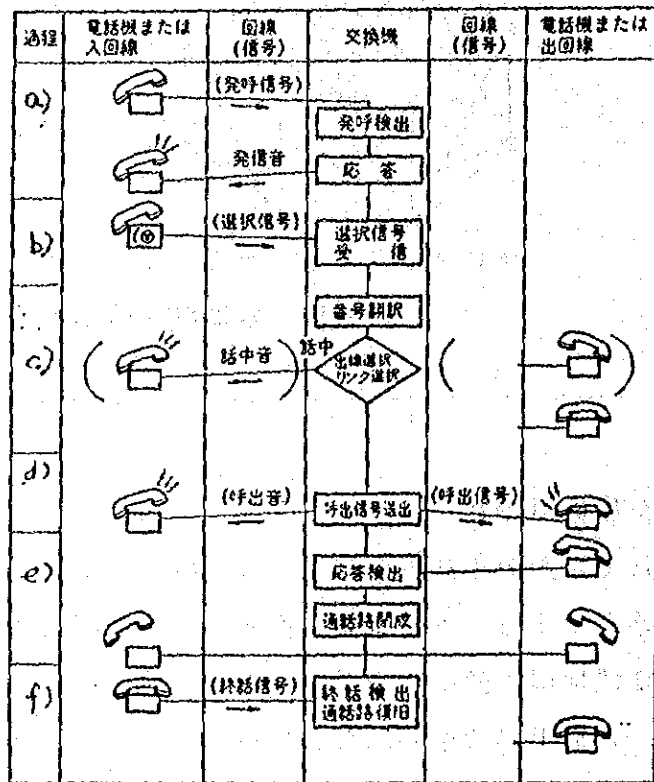 過程
電話機または
入回線
回線
(信号)
交換機
回線
(信号)
電話機または
出回線
a)
(発呼信号)
発呼検出
発信音
応答
b)
(選択信号)
選択信号
受信
番号翻訳
c)
話中音
話中
出線選択
リンク選択
d)
(呼出音)
呼出信号送出
(呼出信号)
e)
応答検出
通話路閉成
f)
(終話信号)
終話検出
通話路復旧